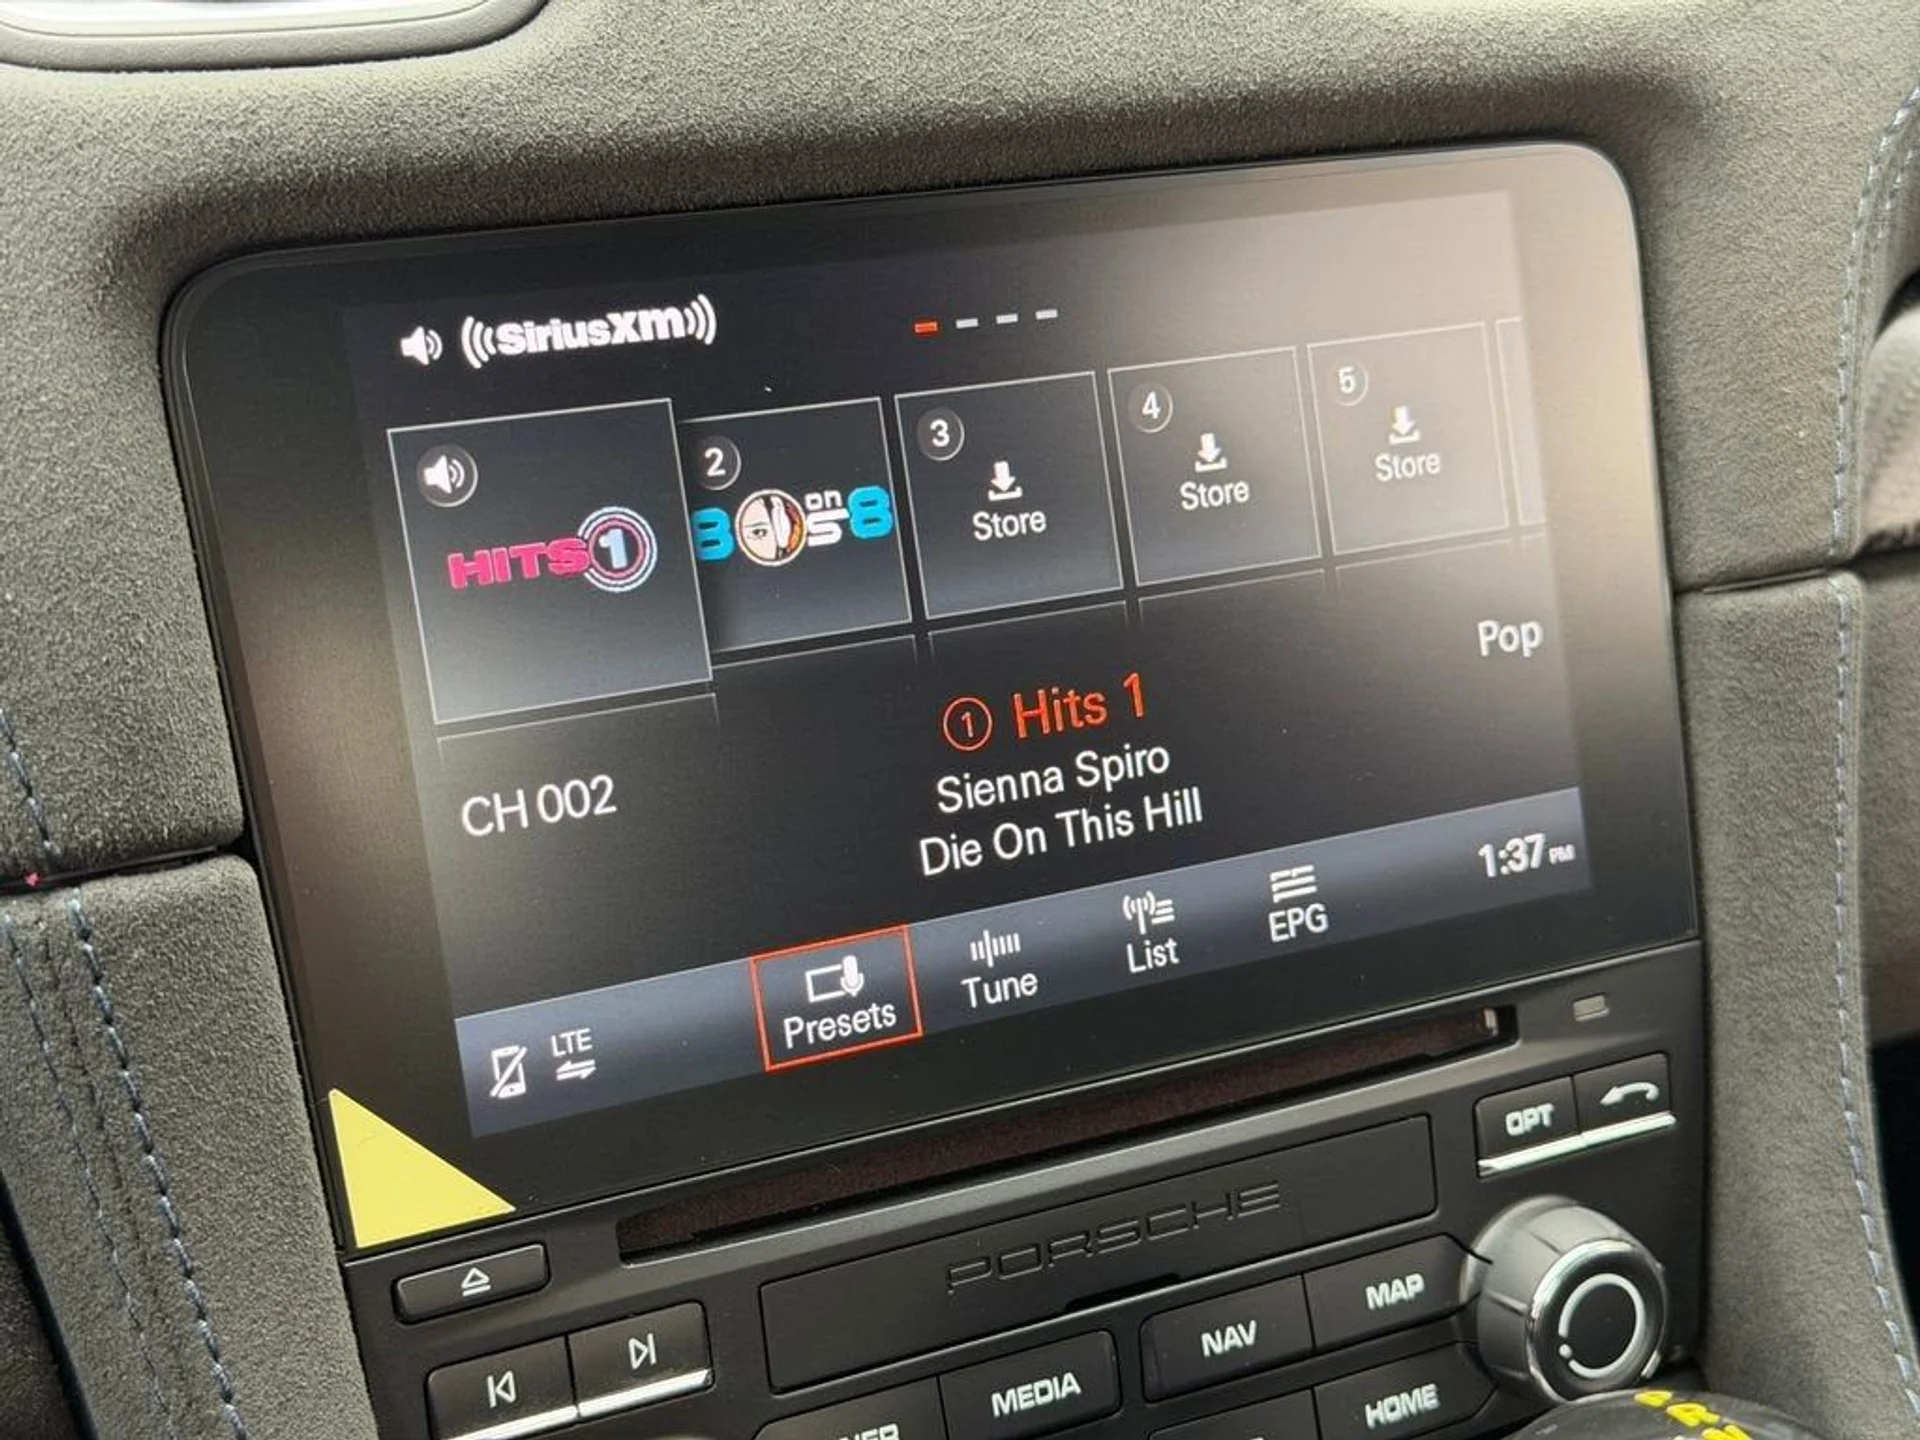 SiriusXM
HITS 1
2
80s on 8
3
Store
4
Store
5
Store
Pop
1 Hits 1
Sienna Spiro
Die On This Hill
CH 002
1:37 PM
LTE
Presets
Tune
List
EPG
OPT
PORSCHE
MAP
NAV
MEDIA
HOME